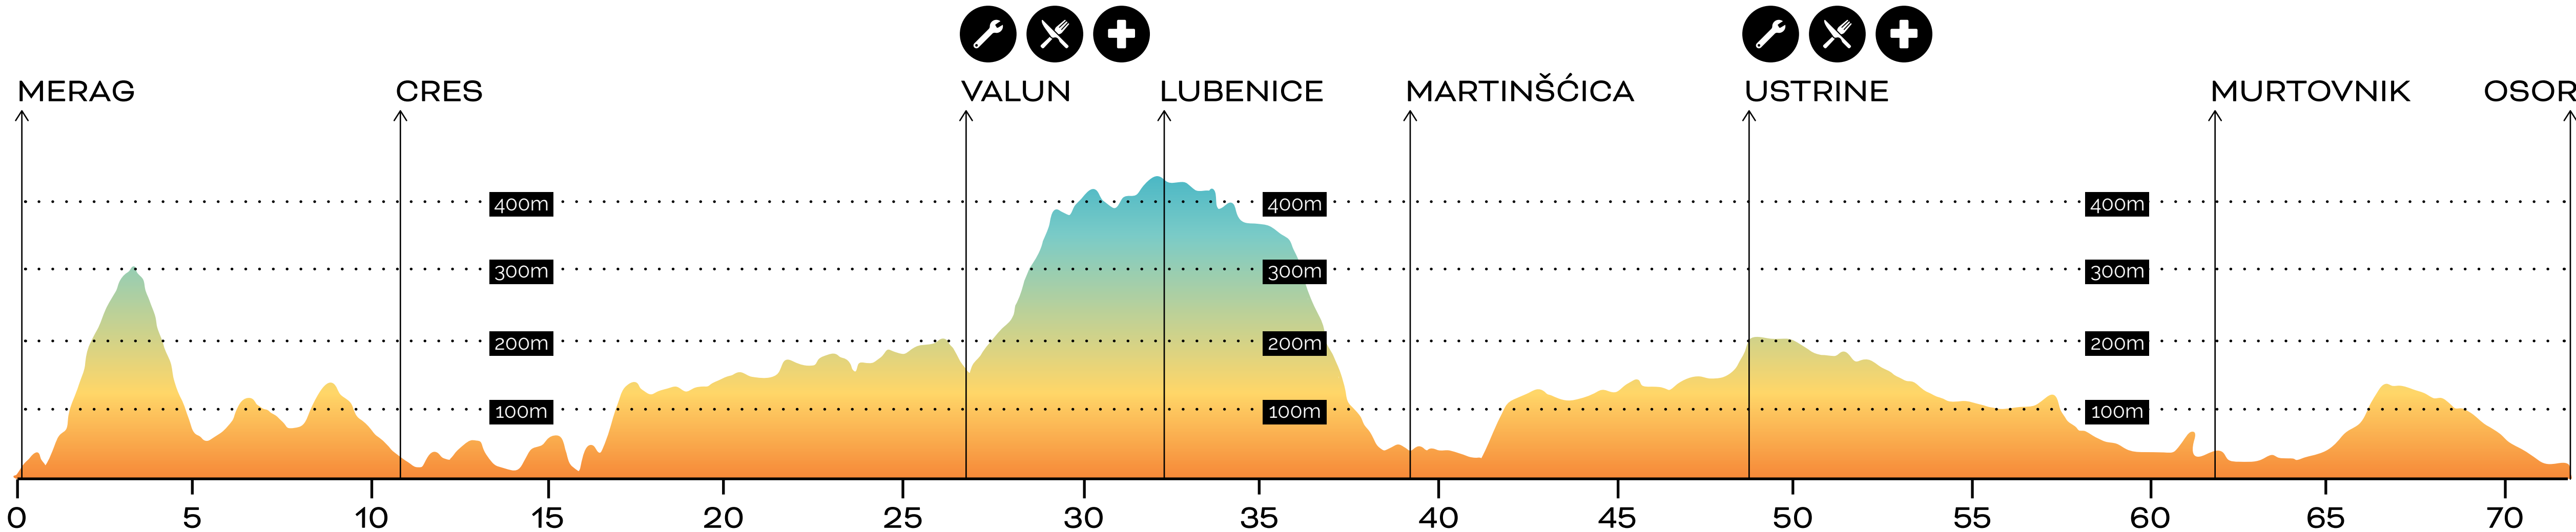 MERAG CRES VALUN LUBENICE MARTINŠĆICA USTRINE MURTOVNIK OSOR
400m 400m 400m
300m 300m 300m
200m 200m 200m
100m 100m 100m
0 5 10 15 20 25 30 35 40 45 50 55 60 65 70